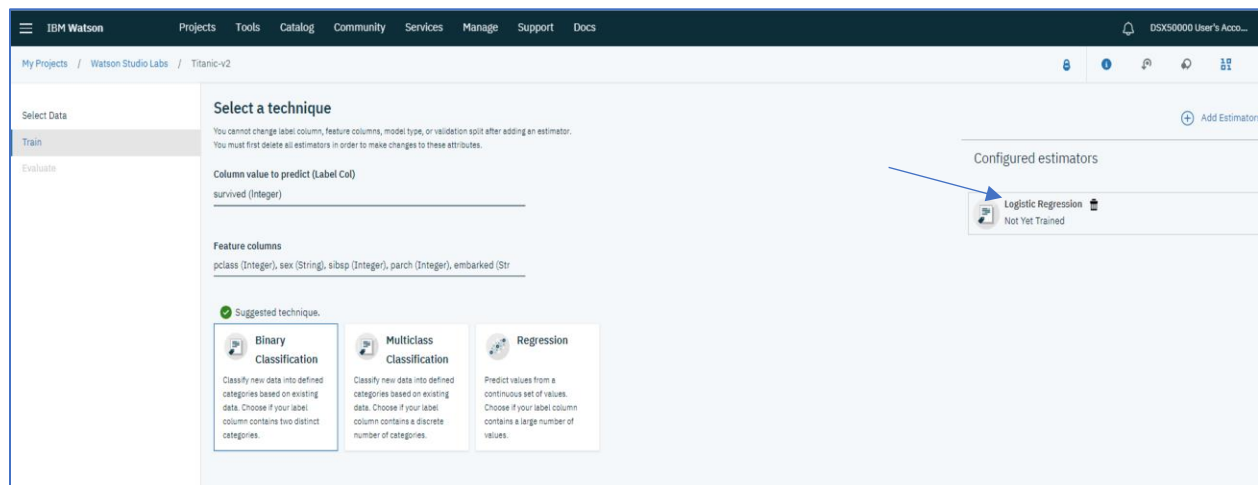 IBM Watson Projects Tools Catalog Community Services Manage Support Docs DSX50000 User's Acco...
My Projects / Watson Studio Labs / Titanic-v2
Select Data
Train
Evaluate
Select a technique
You cannot change label column, feature columns, model type, or validation split after adding an estimator.
You must first delete all estimators in order to make changes to these attributes.
Column value to predict (Label Col)
survived (Integer)
Feature columns
pclass (Integer), sex (String), sibsp (Integer), parch (Integer), embarked (Str
Suggested technique.
Binary
Classification
Classify new data into defined
categories based on existing
data. Choose if your label
column contains two distinct
categories.
Multiclass
Classification
Classify new data into defined
categories based on existing
data. Choose if your label
column contains a discrete
number of categories.
Regression
Predict values from a
continuous set of values.
Choose if your label column
contains a large number of
values.
Add Estimator
Configured estimators
Logistic Regression
Not Yet Trained